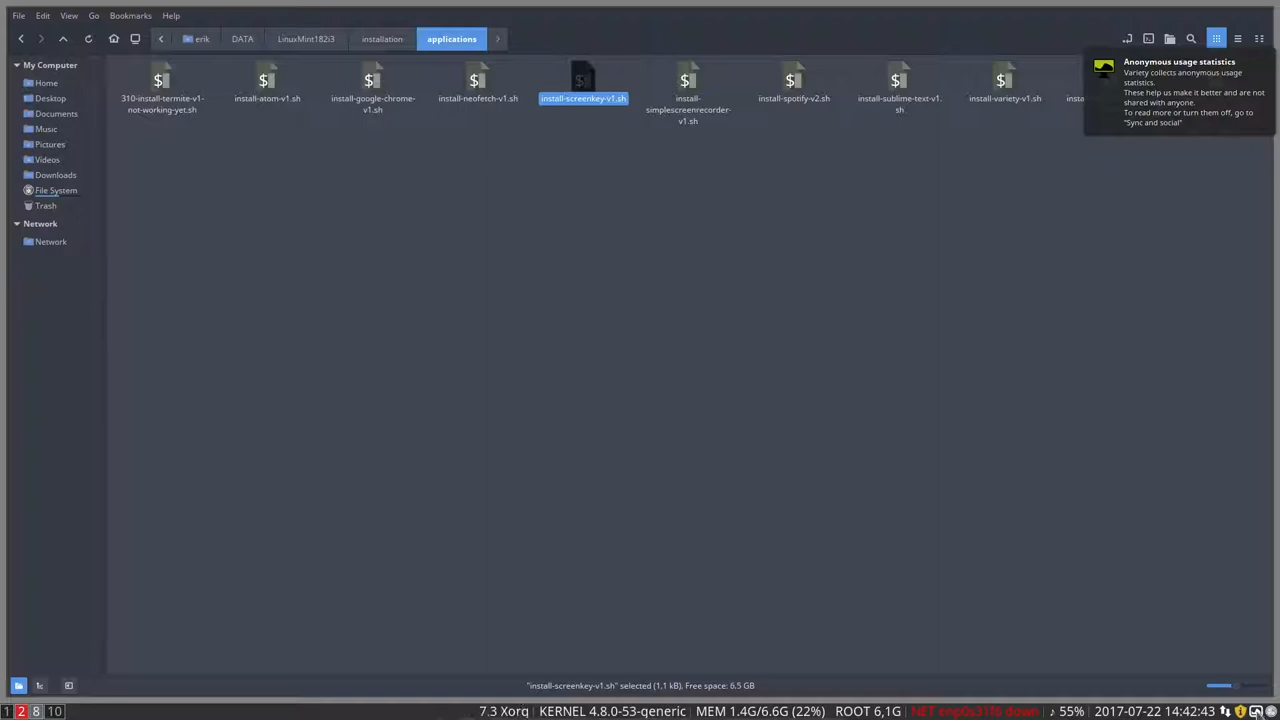 File Edit View Go Bookmarks Help
erik DATA LinuxMint182i3 installation applications
My Computer
Home
Desktop
Documents
Music
Pictures
Videos
Downloads
File System
Trash
Network
Network
310-install-termite-v1-
not-working-yet.sh
install-atom-v1.sh
install-google-chrome-
v1.sh
install-neofetch-v1.sh
install-screenkey-v1.sh
install-
simplescreenrecorder-
v1.sh
install-spotify-v2.sh
install-sublime-text-v1.
sh
install-variety-v1.sh
Anonymous usage statistics
Variety collects anonymous usage
statistics.
These help us make it better and are not
shared with anyone.
To read more or turn them off, go to
"Sync and social"
"install-screenkey-v1.sh" selected (1,1 kB), Free space: 6.5 GB
1 2 8 10 7.3 Xorg KERNEL 4.8.0-53-generic MEM 1.4G/6.6G (22%) ROOT 6,1G NET enp0s31f6 down ♪ 55% 2017-07-22 14:42:43